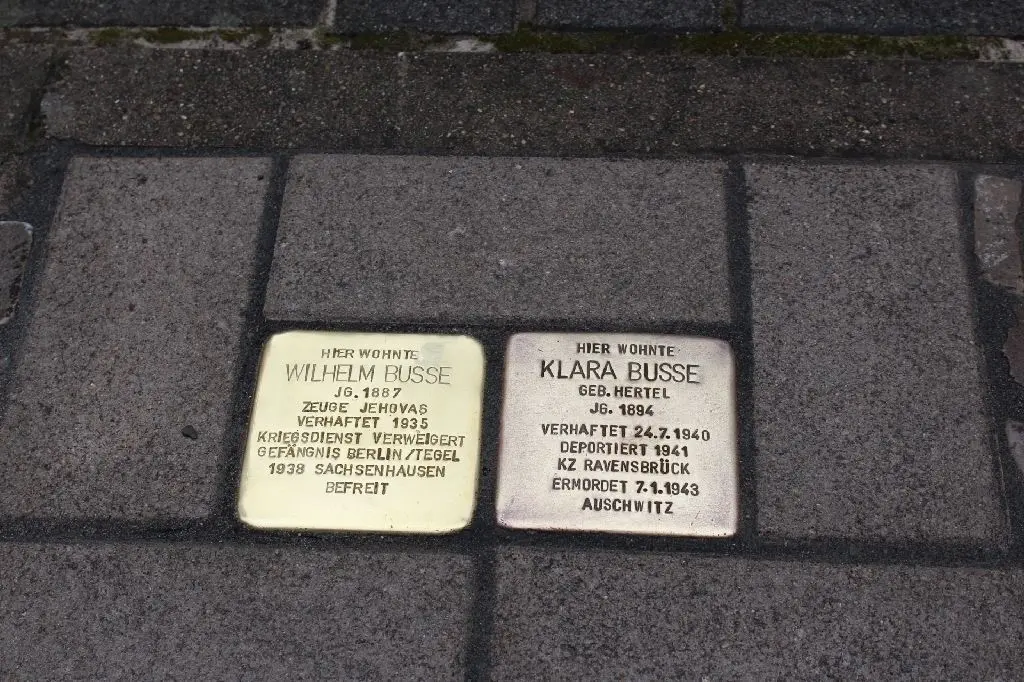 HIER WOHNTE
WILHELM BUSSE
JG. 1887
ZEUGE JEHOVAS
VERHAFTET 1935
KRIEGSDIENST VERWEIGERT
GEFÄNGNIS BERLIN/TEGEL
1938 SACHSENHAUSEN
BEFREIT
HIER WOHNTE
KLARA BUSSE
GEB. HERTEL
JG. 1894
VERHAFTET 24.7.1940
DEPORTIERT 1941
KZ RAVENSBRÜCK
ERMORDET 7.1.1943
AUSCHWITZ